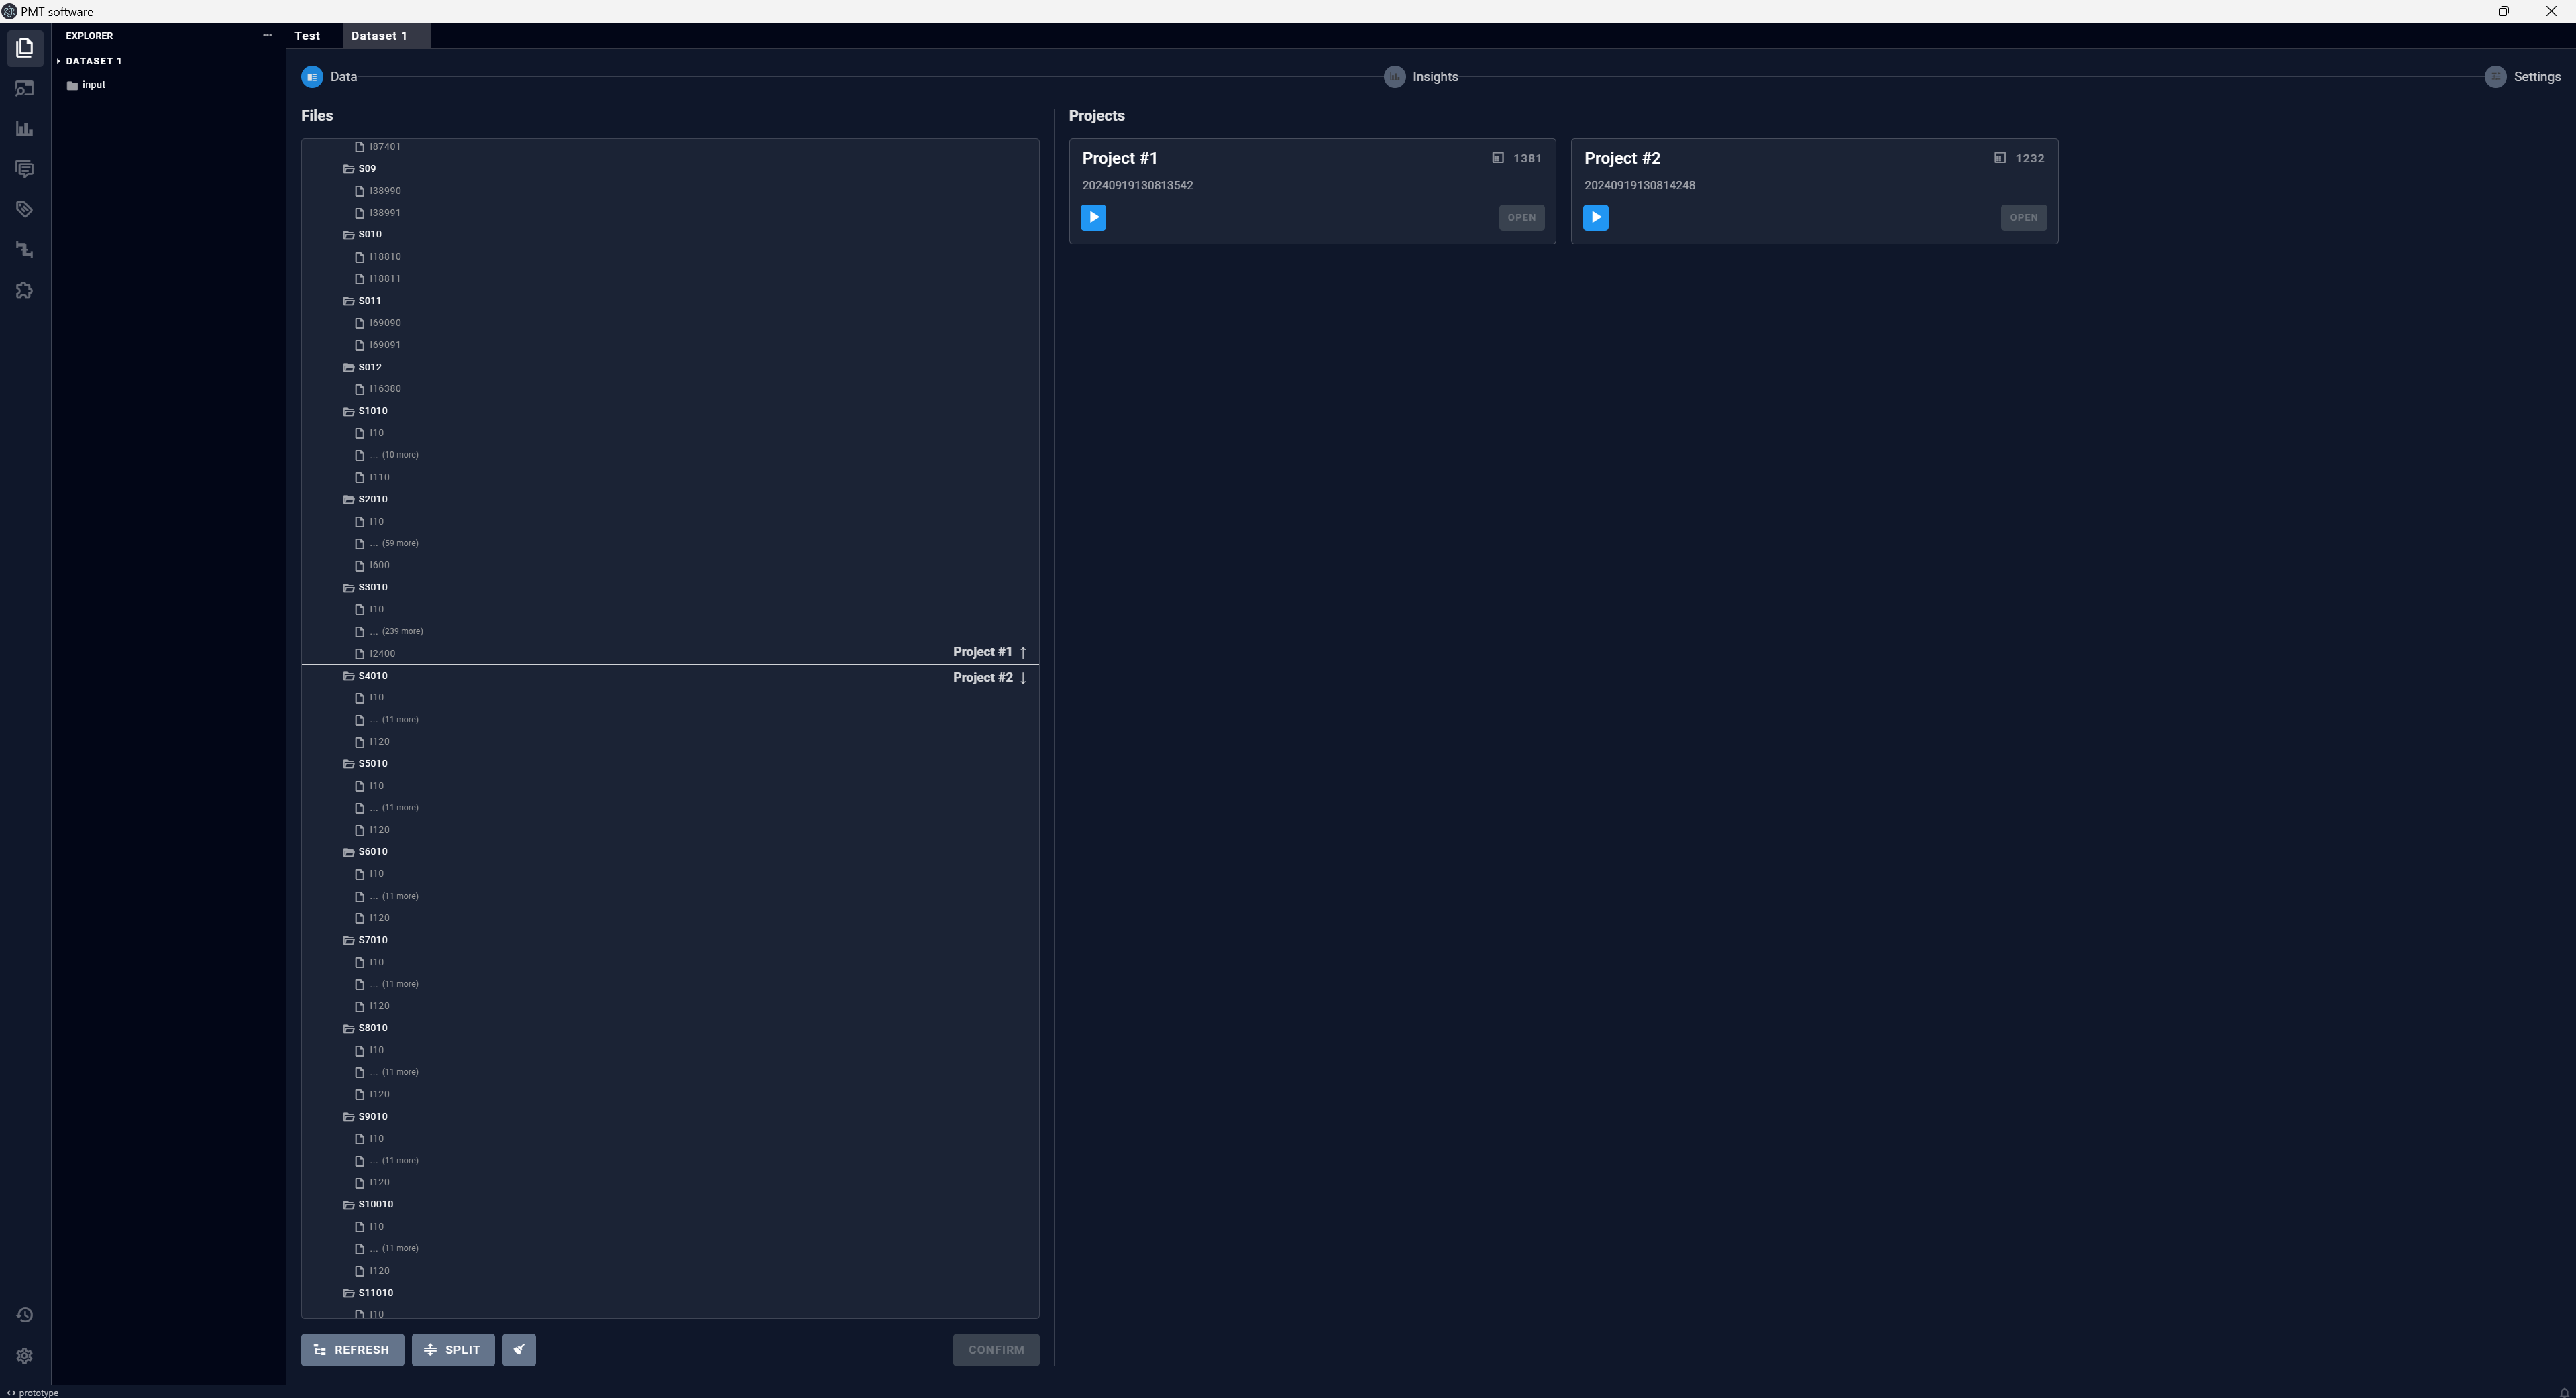 PMT software
EXPLORER
DATASET 1
input
Test
Dataset 1
Data
Insights
Settings
Files
I87401
S09
I38990
I38991
S010
I18810
I18811
S011
I69090
I69091
S012
I16380
S1010
I10
... (10 more)
I110
S2010
I10
... (59 more)
I600
S3010
I10
... (239 more)
I2400
Project #1 ↑
Project #2 ↓
S4010
I10
... (11 more)
I120
S5010
I10
... (11 more)
I120
S6010
I10
... (11 more)
I120
S7010
I10
... (11 more)
I120
S8010
I10
... (11 more)
I120
S9010
I10
... (11 more)
I120
S10010
I10
... (11 more)
I120
S11010
I10
REFRESH
SPLIT
CONFIRM
Projects
Project #1
1381
20240919130813542
OPEN
Project #2
1232
20240919130814248
OPEN
<> prototype